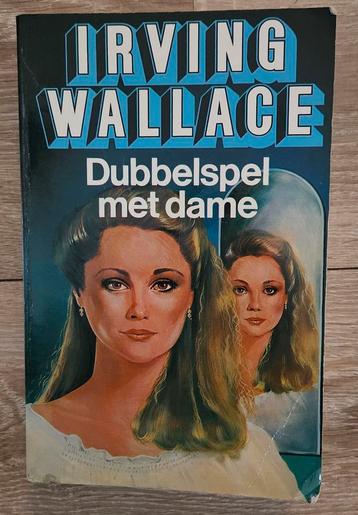 IRVING
WALLACE
Dubbelspel
met dame